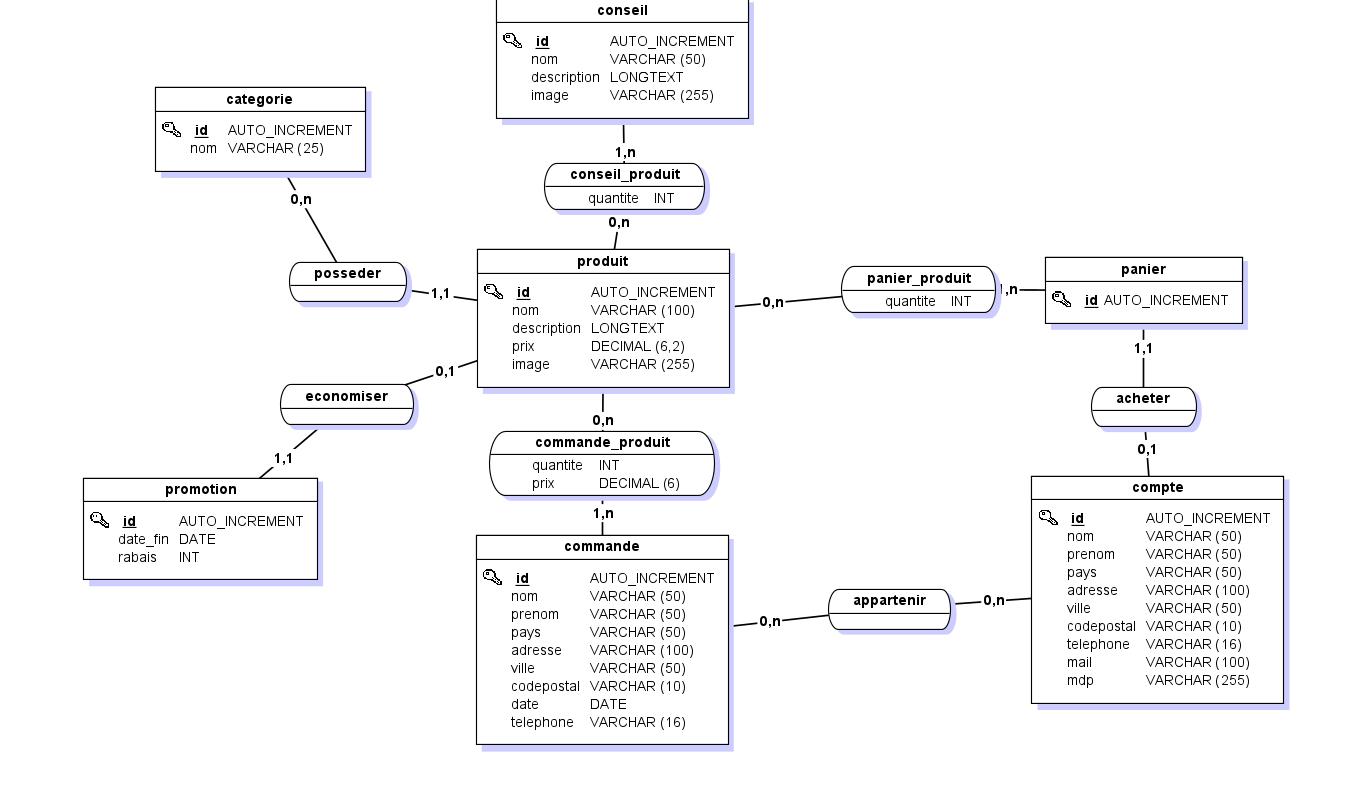 conseil
id AUTO_INCREMENT
nom VARCHAR (50)
description LONGTEXT
image VARCHAR (255)
categorie
id AUTO_INCREMENT
nom VARCHAR (25)
1,n
0,n
conseil_produit
quantite INT
0,n
produit
id AUTO_INCREMENT
nom VARCHAR (100)
description LONGTEXT
prix DECIMAL (6,2)
image VARCHAR (255)
posseder
1,1
panier_produit
quantite INT
0,n
1,n
panier
id AUTO_INCREMENT
1,1
acheter
0,1
0,1
economiser
1,1
promotion
id AUTO_INCREMENT
date_fin DATE
rabais INT
0,n
commande_produit
quantite INT
prix DECIMAL (6)
1,n
commande
id AUTO_INCREMENT
nom VARCHAR (50)
prenom VARCHAR (50)
pays VARCHAR (50)
adresse VARCHAR (100)
ville VARCHAR (50)
codepostal VARCHAR (10)
date DATE
telephone VARCHAR (16)
0,n
appartenir
0,n
compte
id AUTO_INCREMENT
nom VARCHAR (50)
prenom VARCHAR (50)
pays VARCHAR (50)
adresse VARCHAR (100)
ville VARCHAR (50)
codepostal VARCHAR (10)
telephone VARCHAR (16)
mail VARCHAR (100)
mdp VARCHAR (255)